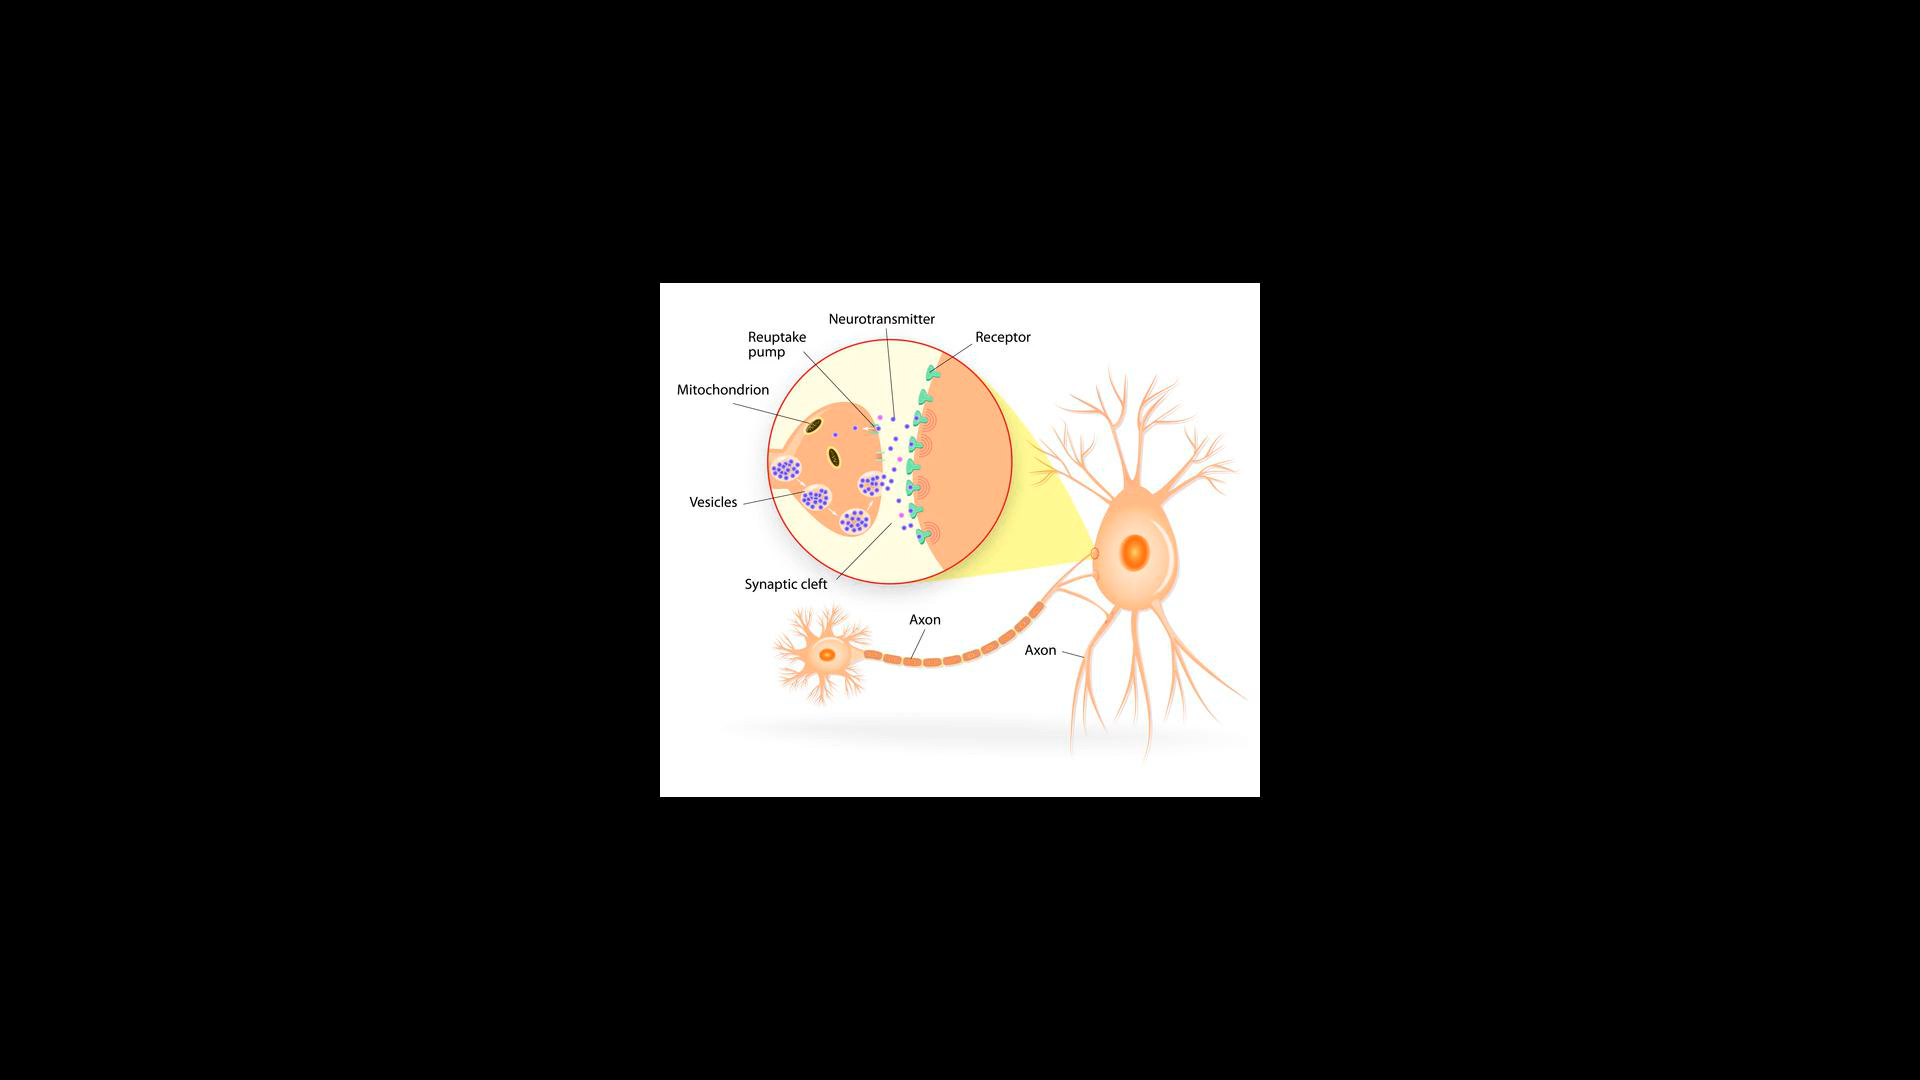 Neurotransmitter
Reuptake
pump
Receptor
Mitochondrion
Vesicles
Synaptic cleft
Axon
Axon